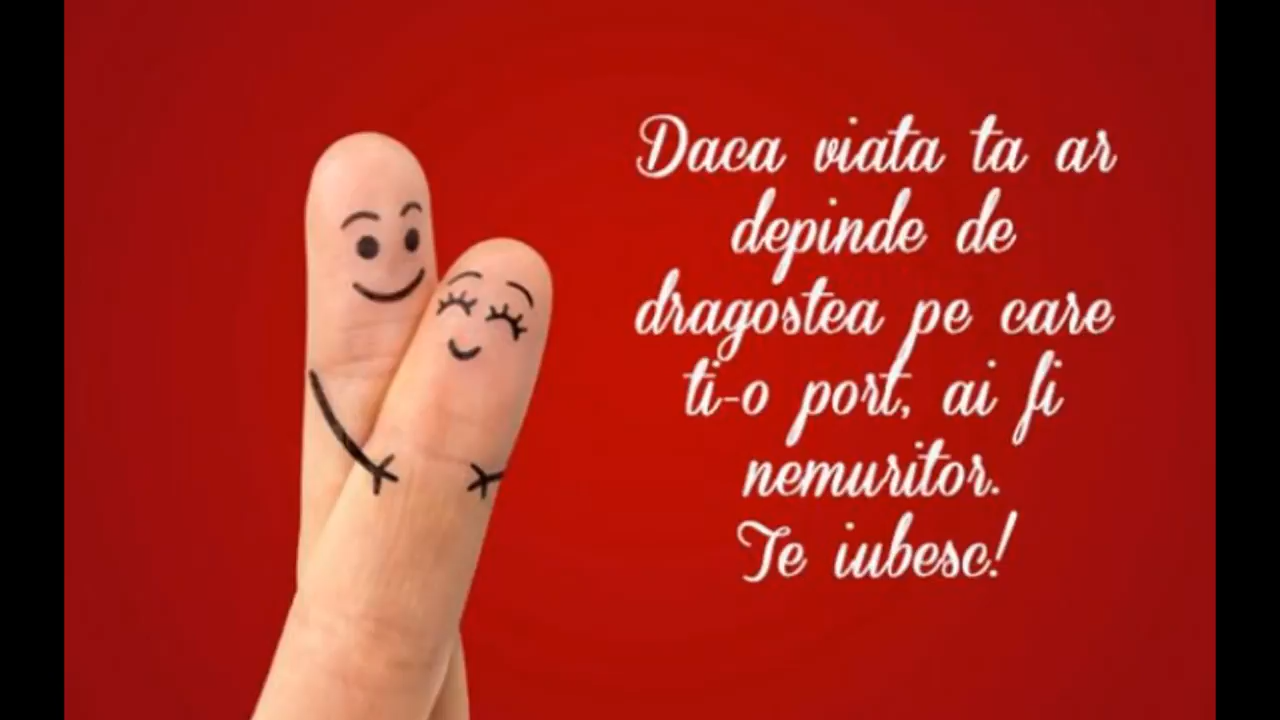 Daca viata ta ar
depinde de
dragostea pe care
ti-o port, ai fi
nemuritor.
Te iubesc!